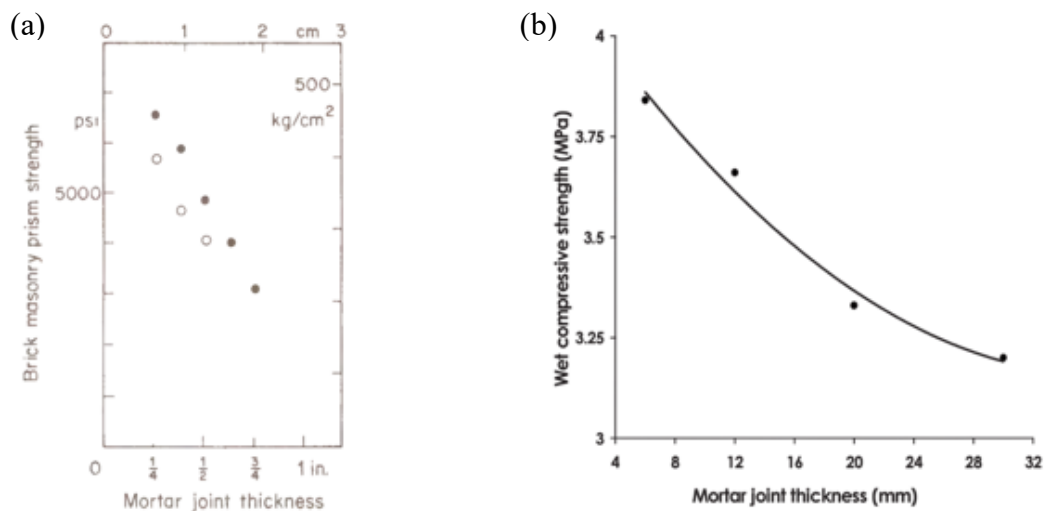 (a)
0 1 2 cm 3
500
psi kg/cm²
5000
Brick masonry prism strength
0 1/4 1/2 3/4 1 in.
Mortar joint thickness
(b)
4
3.75
3.5
3.25
3
Wet compressive strength (MPa)
4 8 12 16 20 24 28 32
Mortar joint thickness (mm)